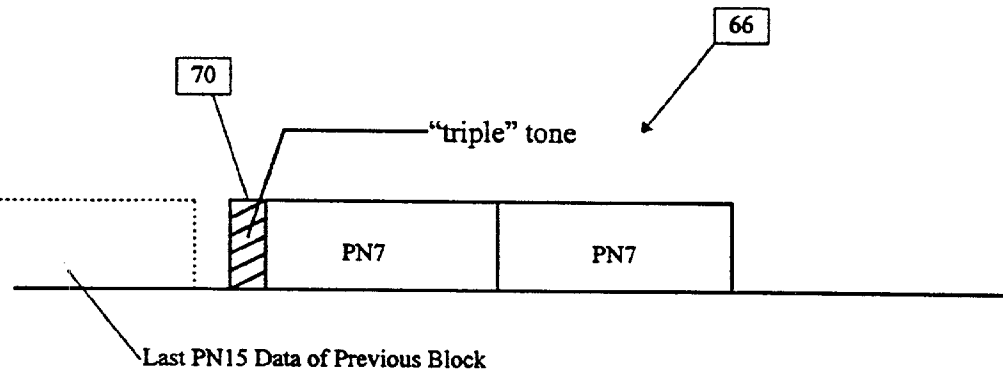 66
70
“triple” tone
PN7 PN7
Last PN15 Data of Previous Block